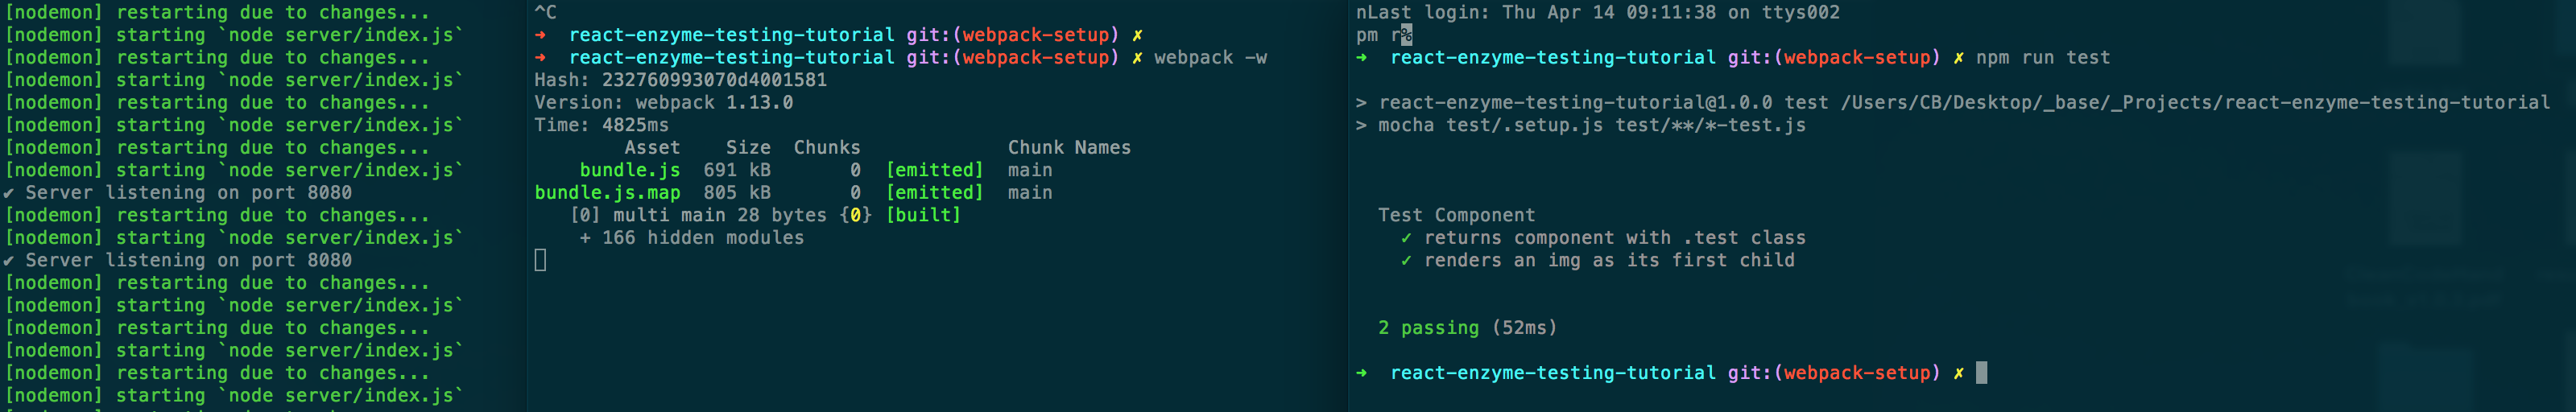 [nodemon] restarting due to changes...
[nodemon] starting `node server/index.js`
[nodemon] restarting due to changes...
[nodemon] starting `node server/index.js`
[nodemon] restarting due to changes...
[nodemon] starting `node server/index.js`
[nodemon] restarting due to changes...
[nodemon] starting `node server/index.js`
✔ Server listening on port 8080
[nodemon] restarting due to changes...
[nodemon] starting `node server/index.js`
✔ Server listening on port 8080
[nodemon] restarting due to changes...
[nodemon] starting `node server/index.js`
[nodemon] restarting due to changes...
[nodemon] starting `node server/index.js`
[nodemon] restarting due to changes...
[nodemon] starting `node server/index.js`
^C
➜ react-enzyme-testing-tutorial git:(webpack-setup) ✗
➜ react-enzyme-testing-tutorial git:(webpack-setup) ✗ webpack -w
Hash: 232760993070d4001581
Version: webpack 1.13.0
Time: 4825ms
Asset Size Chunks Chunk Names
bundle.js 691 kB 0 [emitted] main
bundle.js.map 805 kB 0 [emitted] main
[0] multi main 28 bytes {0} [built]
+ 166 hidden modules
nLast login: Thu Apr 14 09:11:38 on ttys002
pm r%
➜ react-enzyme-testing-tutorial git:(webpack-setup) ✗ npm run test
> react-enzyme-testing-tutorial@1.0.0 test /Users/CB/Desktop/_base/_Projects/react-enzyme-testing-tutorial
> mocha test/.setup.js test/**/*-test.js
Test Component
✓ returns component with .test class
✓ renders an img as its first child
2 passing (52ms)
➜ react-enzyme-testing-tutorial git:(webpack-setup) ✗